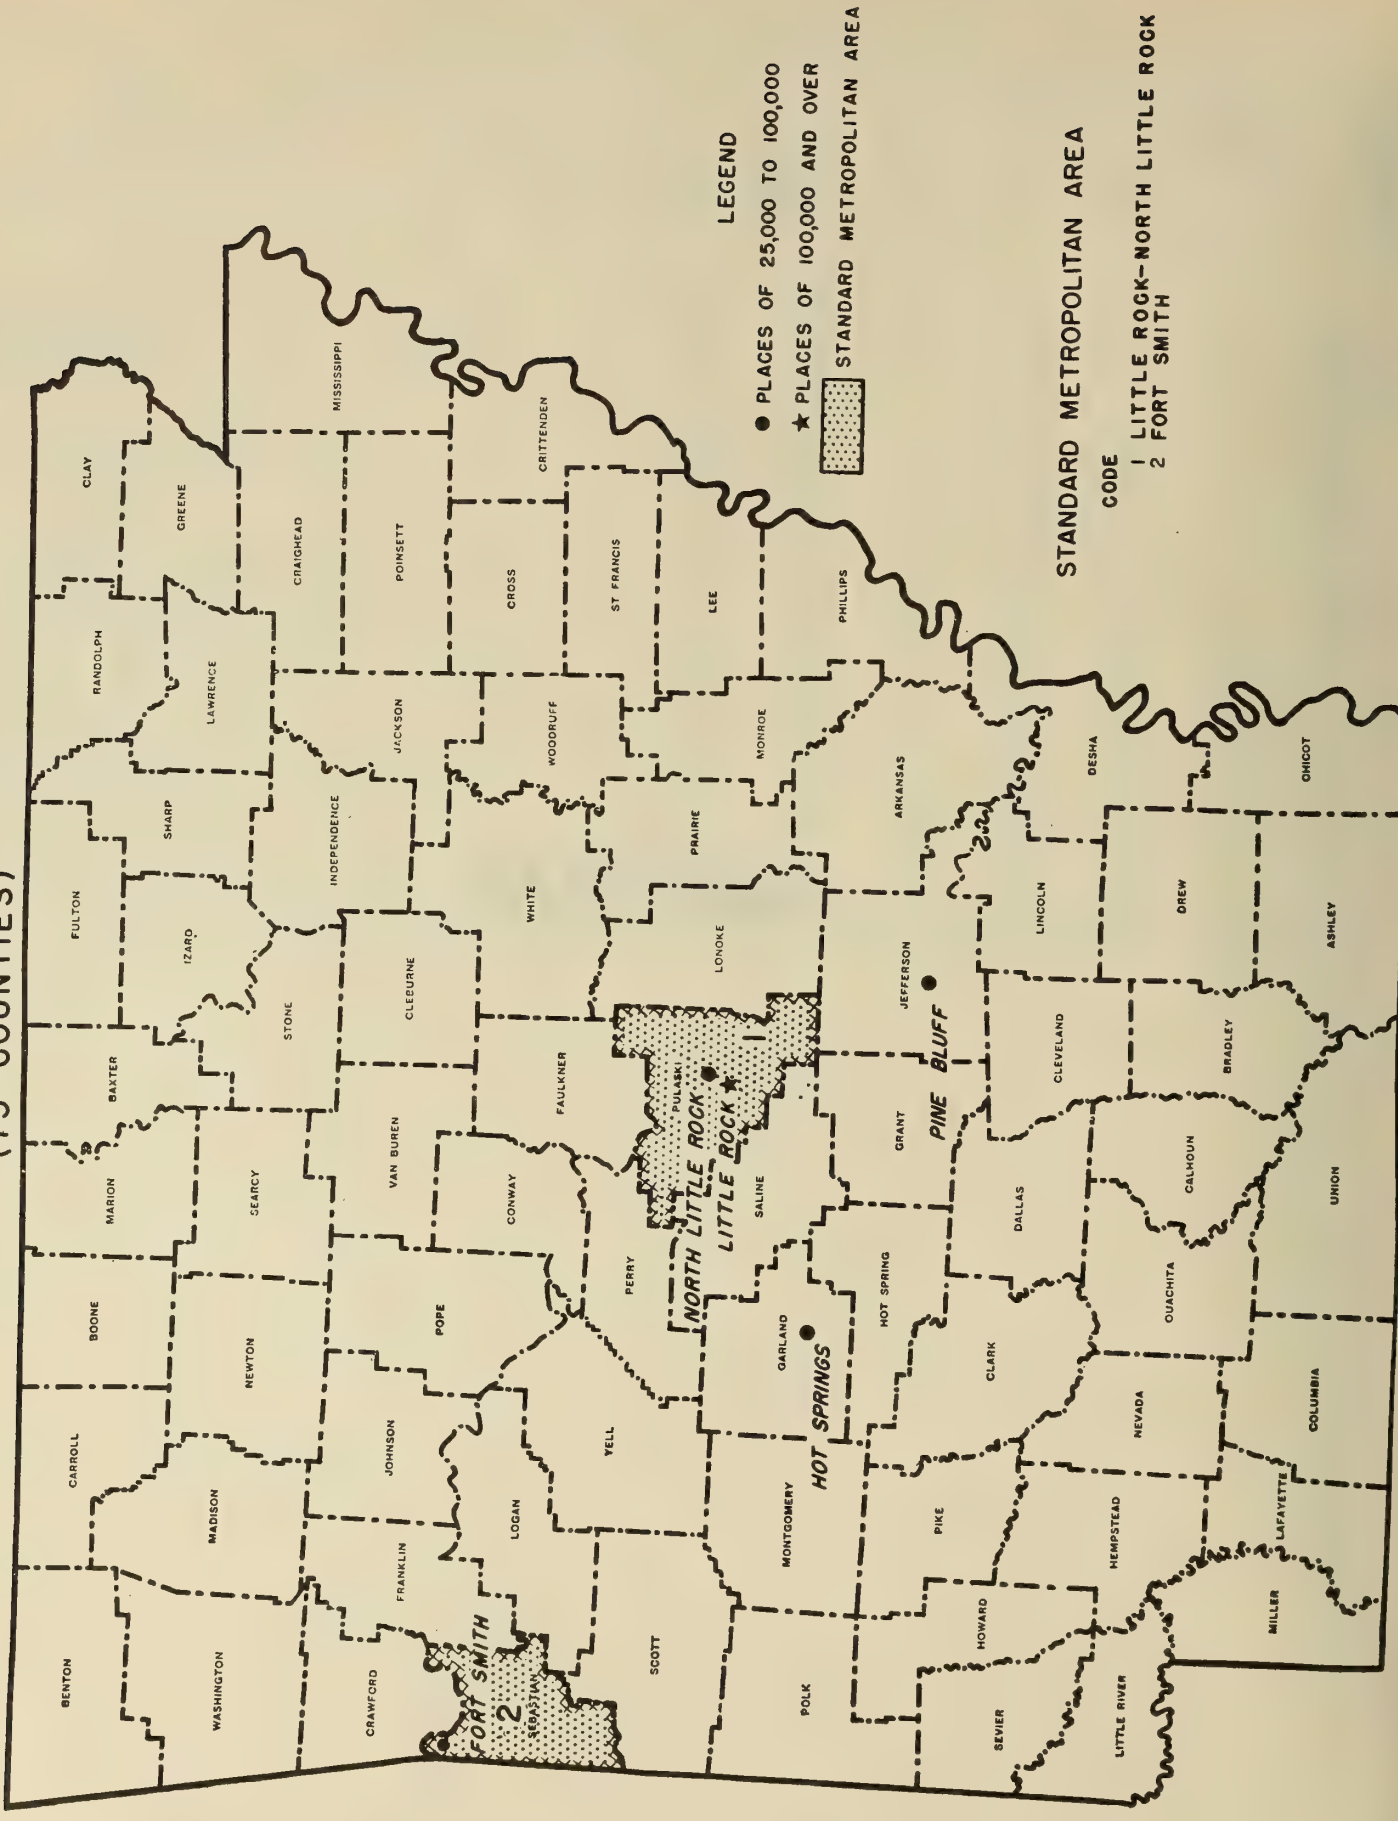 (75 COUNTIES)
BENTON
CARROLL
BOONE
MARION
BAXTER
FULTON
RANDOLPH
CLAY
WASHINGTON
MADISON
NEWTON
SEARCY
STONE
IZARD
SHARP
LAWRENCE
GREENE
CRAWFORD
FRANKLIN
JOHNSON
POPE
VAN BUREN
CLEBURNE
INDEPENDENCE
JACKSON
CRAIGHEAD
POINSETT
MISSISSIPPI
FORT SMITH
2
SEBASTIAN
LOGAN
CONWAY
FAULKNER
WHITE
WOODRUFF
CROSS
CRITTENDEN
SCOTT
YELL
PERRY
PULASKI
1
NORTH LITTLE ROCK
LITTLE ROCK
LONOKE
PRAIRIE
MONROE
ST FRANCIS
LEE
PHILLIPS
POLK
MONTGOMERY
GARLAND
HOT SPRINGS
SALINE
HOT SPRING
GRANT
JEFFERSON
PINE BLUFF
ARKANSAS
SEVIER
HOWARD
PIKE
CLARK
DALLAS
CLEVELAND
LINCOLN
DESHA
LITTLE RIVER
HEMPSTEAD
NEVADA
OUACHITA
CALHOUN
BRADLEY
DREW
CHICOT
MILLER
LAFAYETTE
COLUMBIA
UNION
ASHLEY
LEGEND
PLACES OF 25,000 TO 100,000
PLACES OF 100,000 AND OVER
STANDARD METROPOLITAN AREA
STANDARD METROPOLITAN AREA
CODE
1 LITTLE ROCK-NORTH LITTLE ROCK
2 FORT SMITH